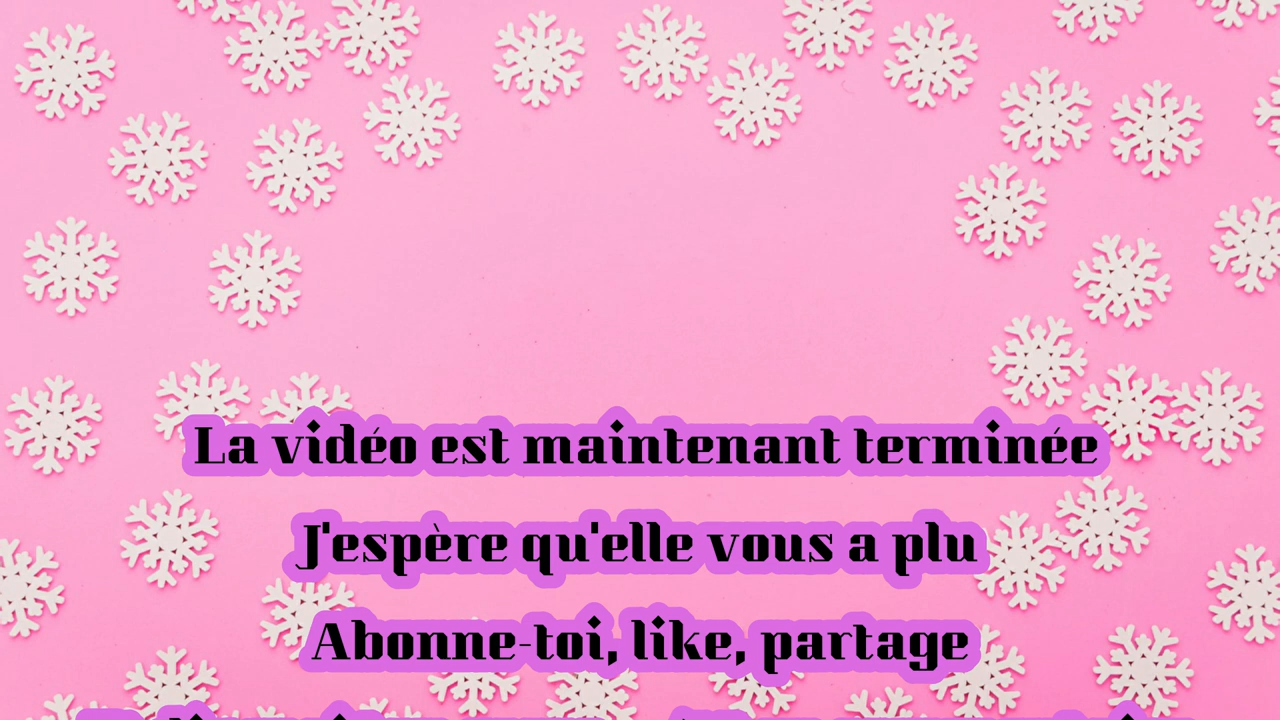 La vidéo est maintenant terminée
J'espère qu'elle vous a plu
Abonne-toi, like, partage